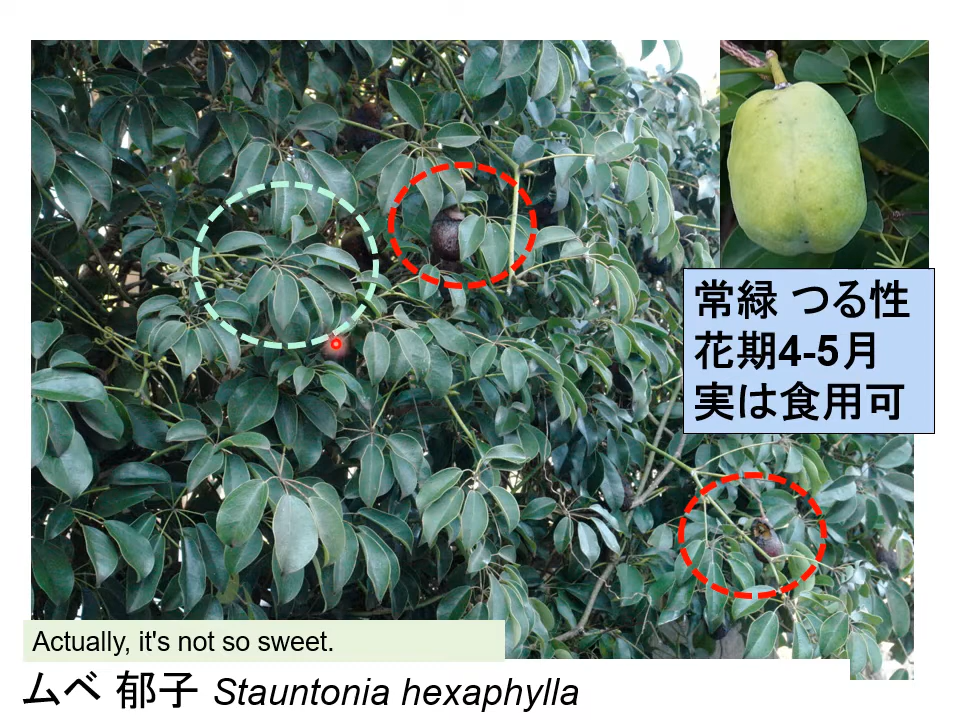 常緑 つる性
花期4-5月
実は食用可
Actually, it's not so sweet.
ムベ 郁子 Stauntonia hexaphylla